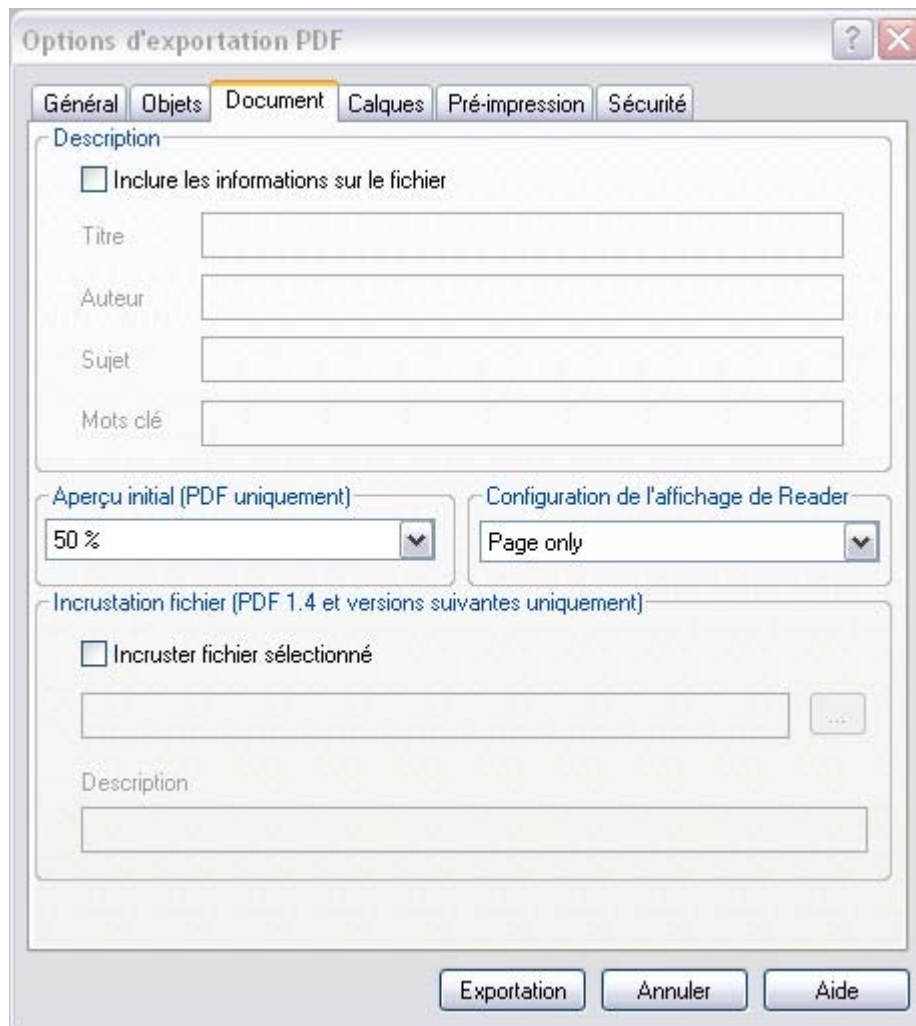 Options d'exportation PDF
Général Objets Document Calques Pré-impression Sécurité
Description
Inclure les informations sur le fichier
Titre
Auteur
Sujet
Mots clé
Aperçu initial (PDF uniquement) Configuration de l'affichage de Reader
50 % Page only
Incrustation fichier (PDF 1.4 et versions suivantes uniquement)
Incruster fichier sélectionné
...
Description
Exportation Annuler Aide